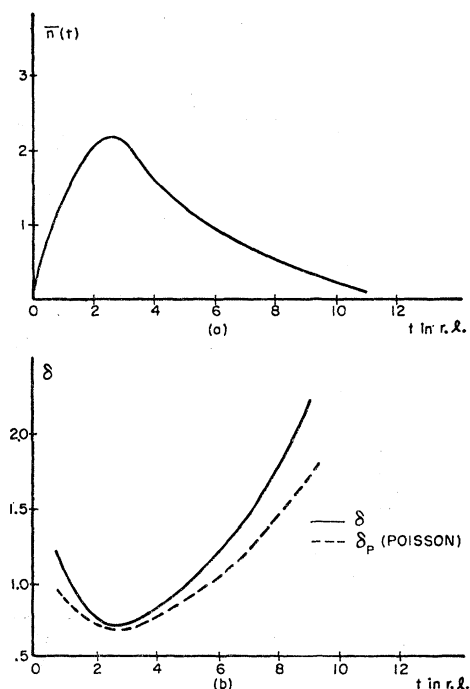 n̄(t)
3
2
1
0 2 4 6 8 10 12
(a)
t in r.l.
δ
2.0
1.5
1.0
.5
δ
δP (POISSON)
0 2 4 6 8 10 12
(b)
t in r.l.